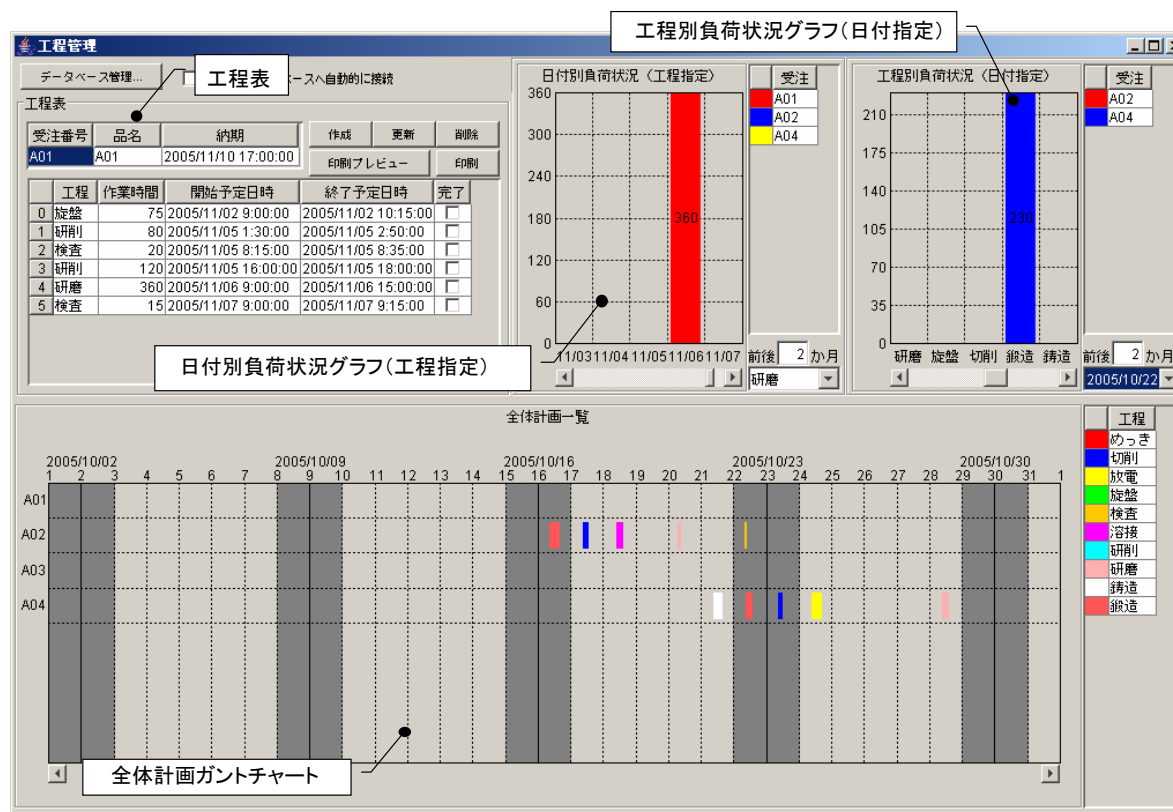 工程別負荷状況グラフ(日付指定)
工程管理
データベース管理...
工程表
ースへ自動的に接続
工程表
受注番号 品名 納期
A01 A01 2005/11/10 17:00:00
作成 更新 削除
印刷プレビュー 印刷
工程 作業時間 開始予定日時 終了予定日時 完了
0 旋盤 75 2005/11/02 9:00:00 2005/11/02 10:15:00
1 研削 80 2005/11/05 1:30:00 2005/11/05 2:50:00
2 検査 20 2005/11/05 8:15:00 2005/11/05 8:35:00
3 研削 120 2005/11/05 16:00:00 2005/11/05 18:00:00
4 研磨 360 2005/11/06 9:00:00 2005/11/06 15:00:00
5 検査 15 2005/11/07 9:00:00 2005/11/07 9:15:00
日付別負荷状況グラフ(工程指定)
日付別負荷状況(工程指定)
360
300
240
180
120
60
0
360
11/03 11/04 11/05 11/06 11/07
受注
A01
A02
A04
前後 2 か月
研磨
工程別負荷状況(日付指定)
210
175
140
105
70
35
0
230
研磨 旋盤 切削 鍛造 鋳造
受注
A02
A04
前後 2 か月
2005/10/22
全体計画一覧
2005/10/02 2005/10/09 2005/10/16 2005/10/23 2005/10/30
1 2 3 4 5 6 7 8 9 10 11 12 13 14 15 16 17 18 19 20 21 22 23 24 25 26 27 28 29 30 31 1
A01
A02
A03
A04
全体計画ガントチャート
工程
めっき
切削
放電
旋盤
検査
溶接
研削
研磨
鋳造
鍛造